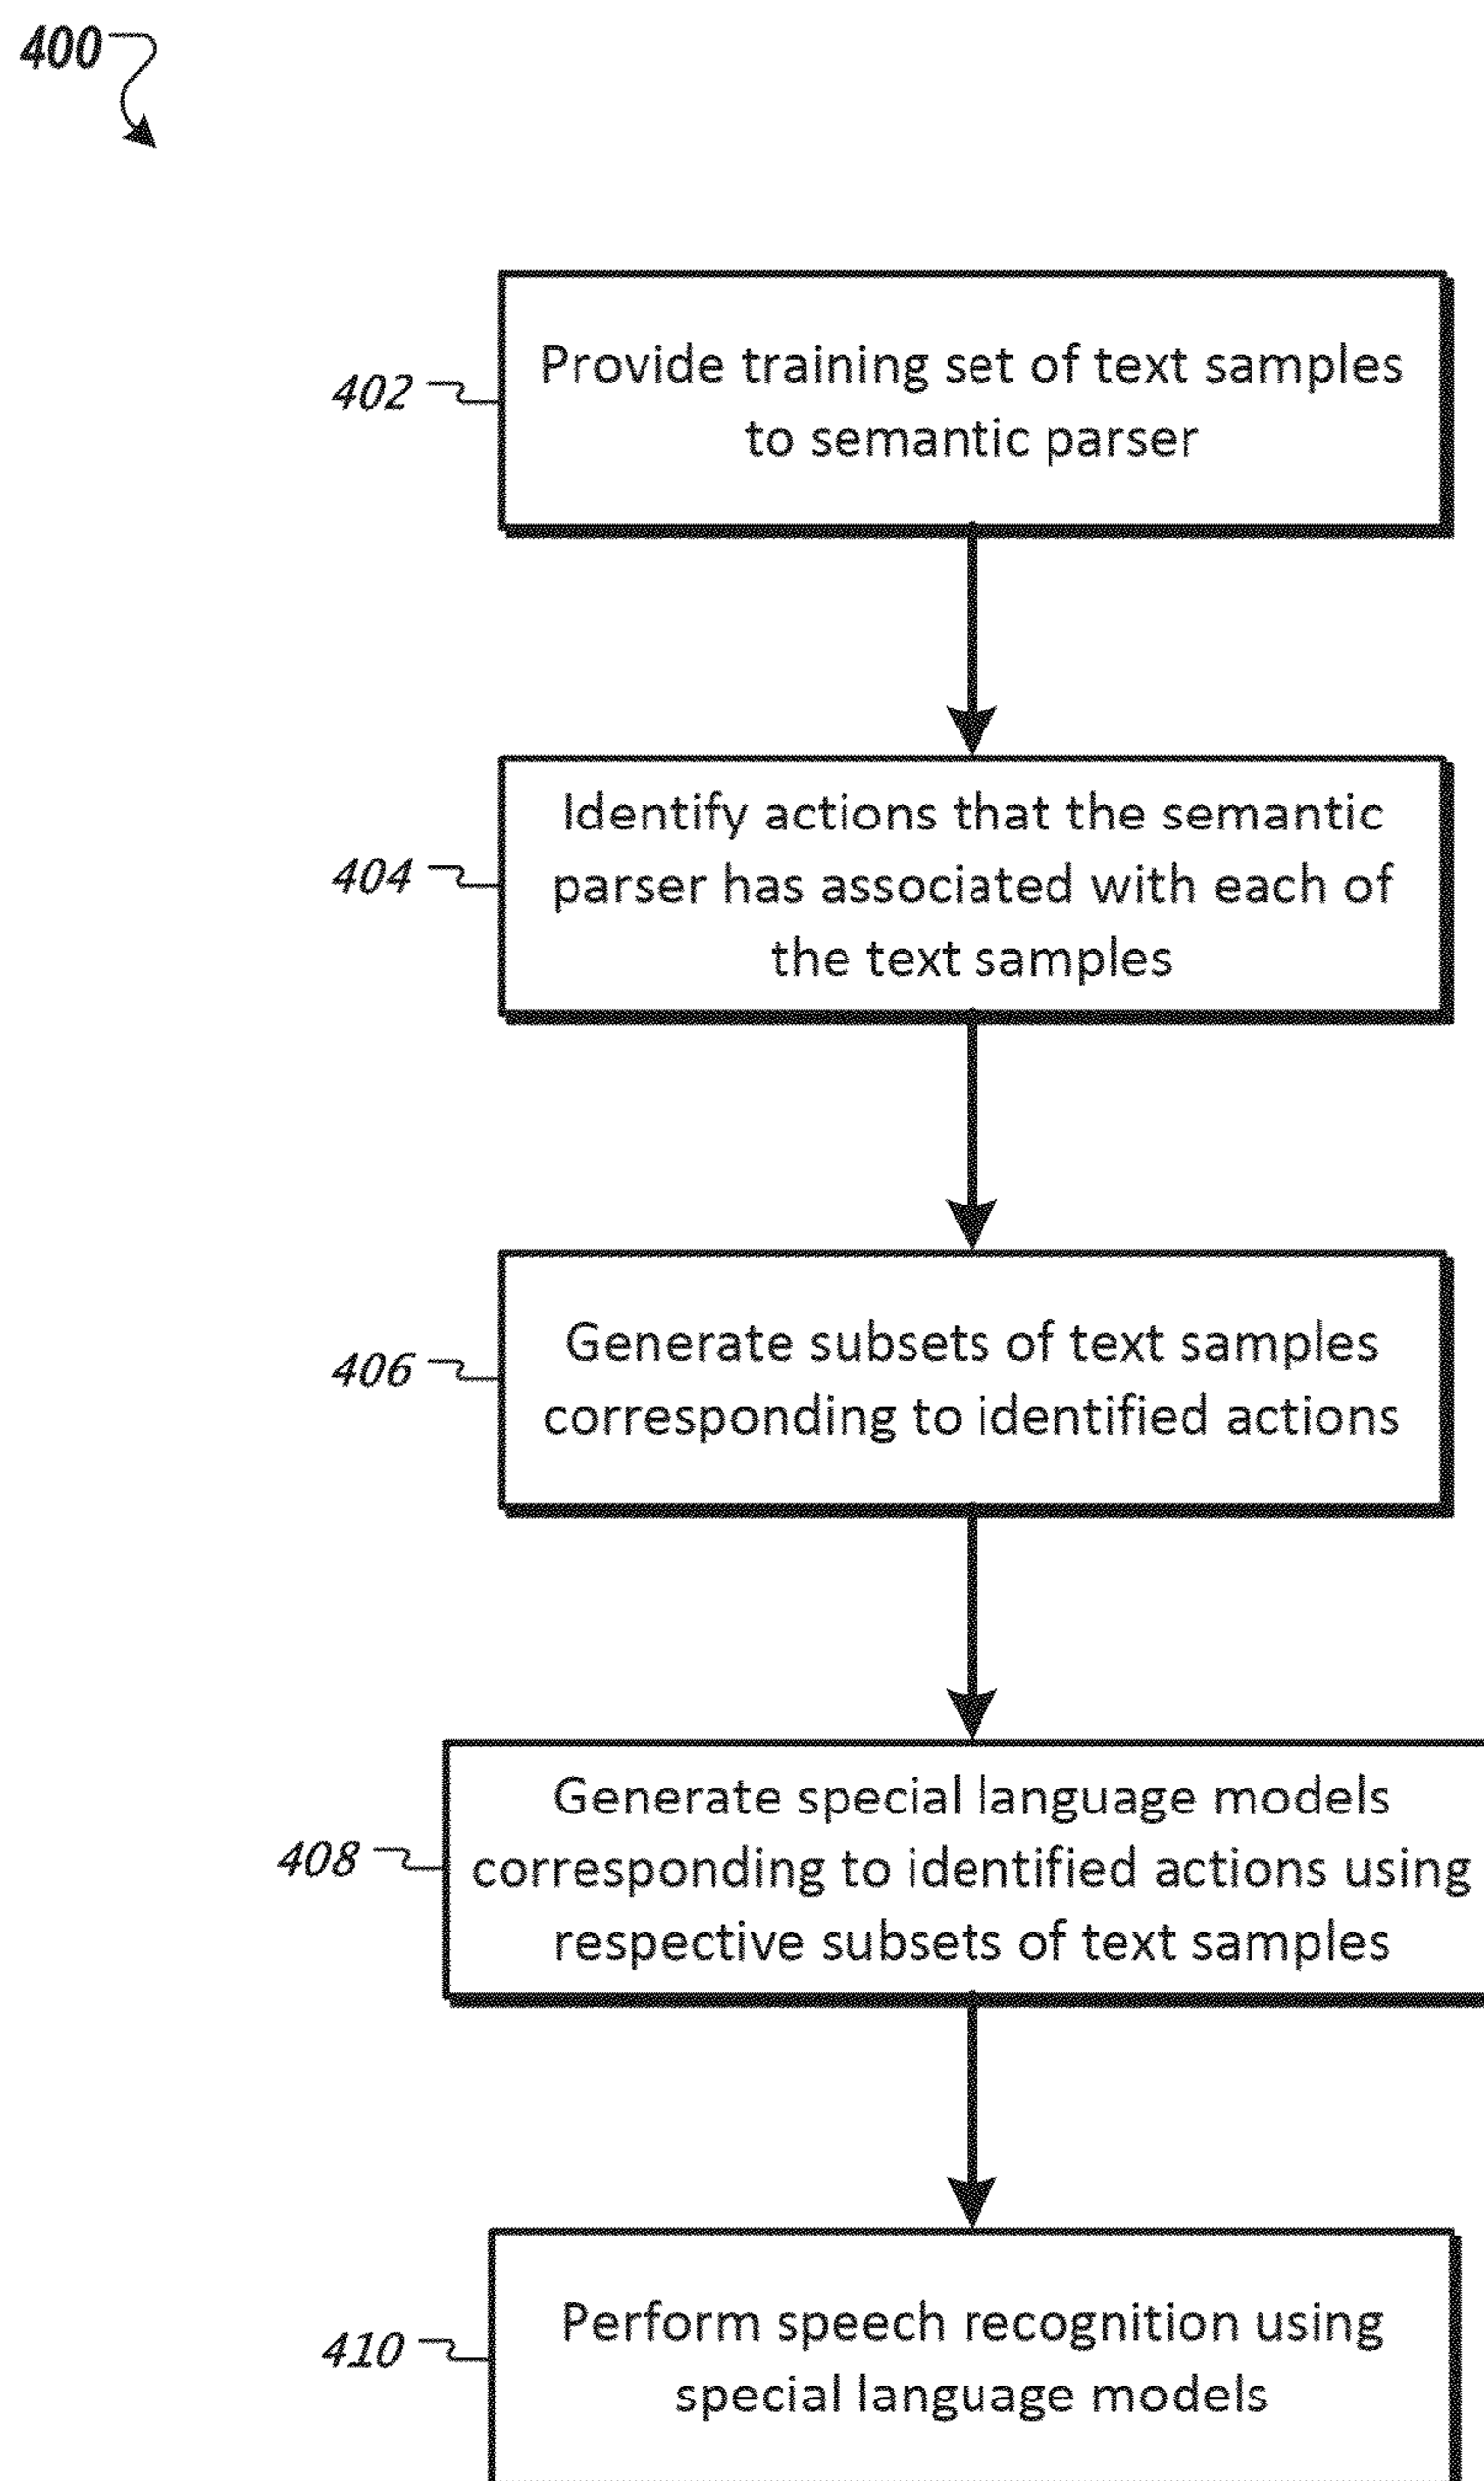 400
402
Provide training set of text samples
to semantic parser
404
Identify actions that the semantic
parser has associated with each of
the text samples
406
Generate subsets of text samples
corresponding to identified actions
408
Generate special language models
corresponding to identified actions using
respective subsets of text samples
410
Perform speech recognition using
special language models